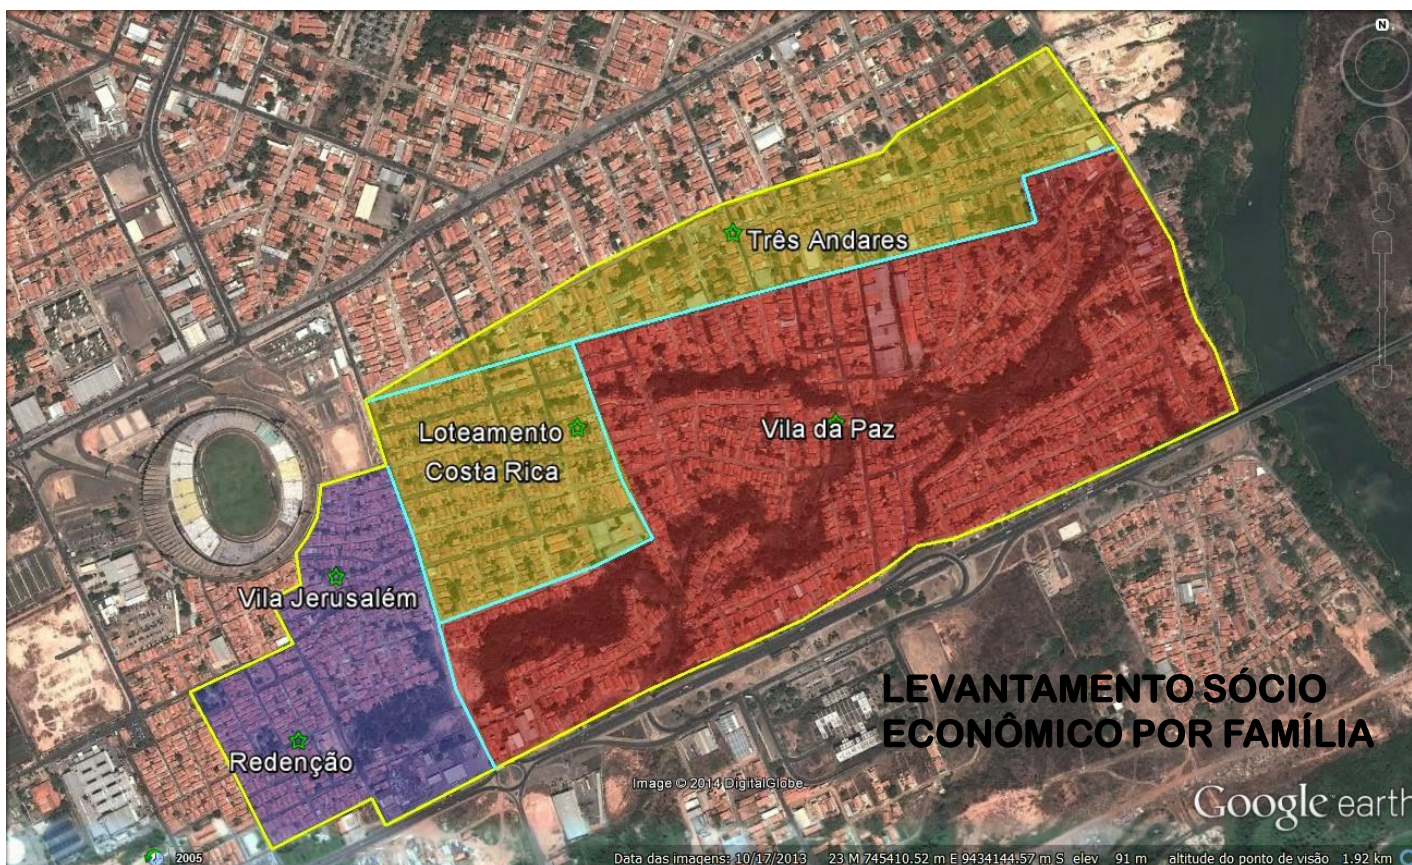 N
Três Andares
Loteamento
Costa Rica
Vila da Paz
Vila Jerusalém
LEVANTAMENTO SÓCIO
ECONÔMICO POR FAMÍLIA
Redenção
Image © 2014 DigitalGlobe
Google earth
2005
Data das imagens: 10/17/2013 23 M 745410.52 m E 9434144.57 m S elev 91 m altitude do ponto de visão 1.92 km